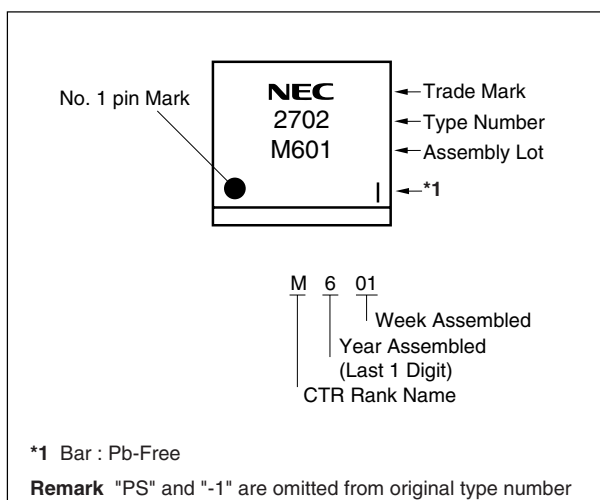 No. 1 pin Mark
NEC
2702
M601
Trade Mark
Type Number
Assembly Lot
*1
M 6 01
Week Assembled
Year Assembled
(Last 1 Digit)
CTR Rank Name
*1 Bar : Pb-Free
Remark "PS" and "-1" are omitted from original type number